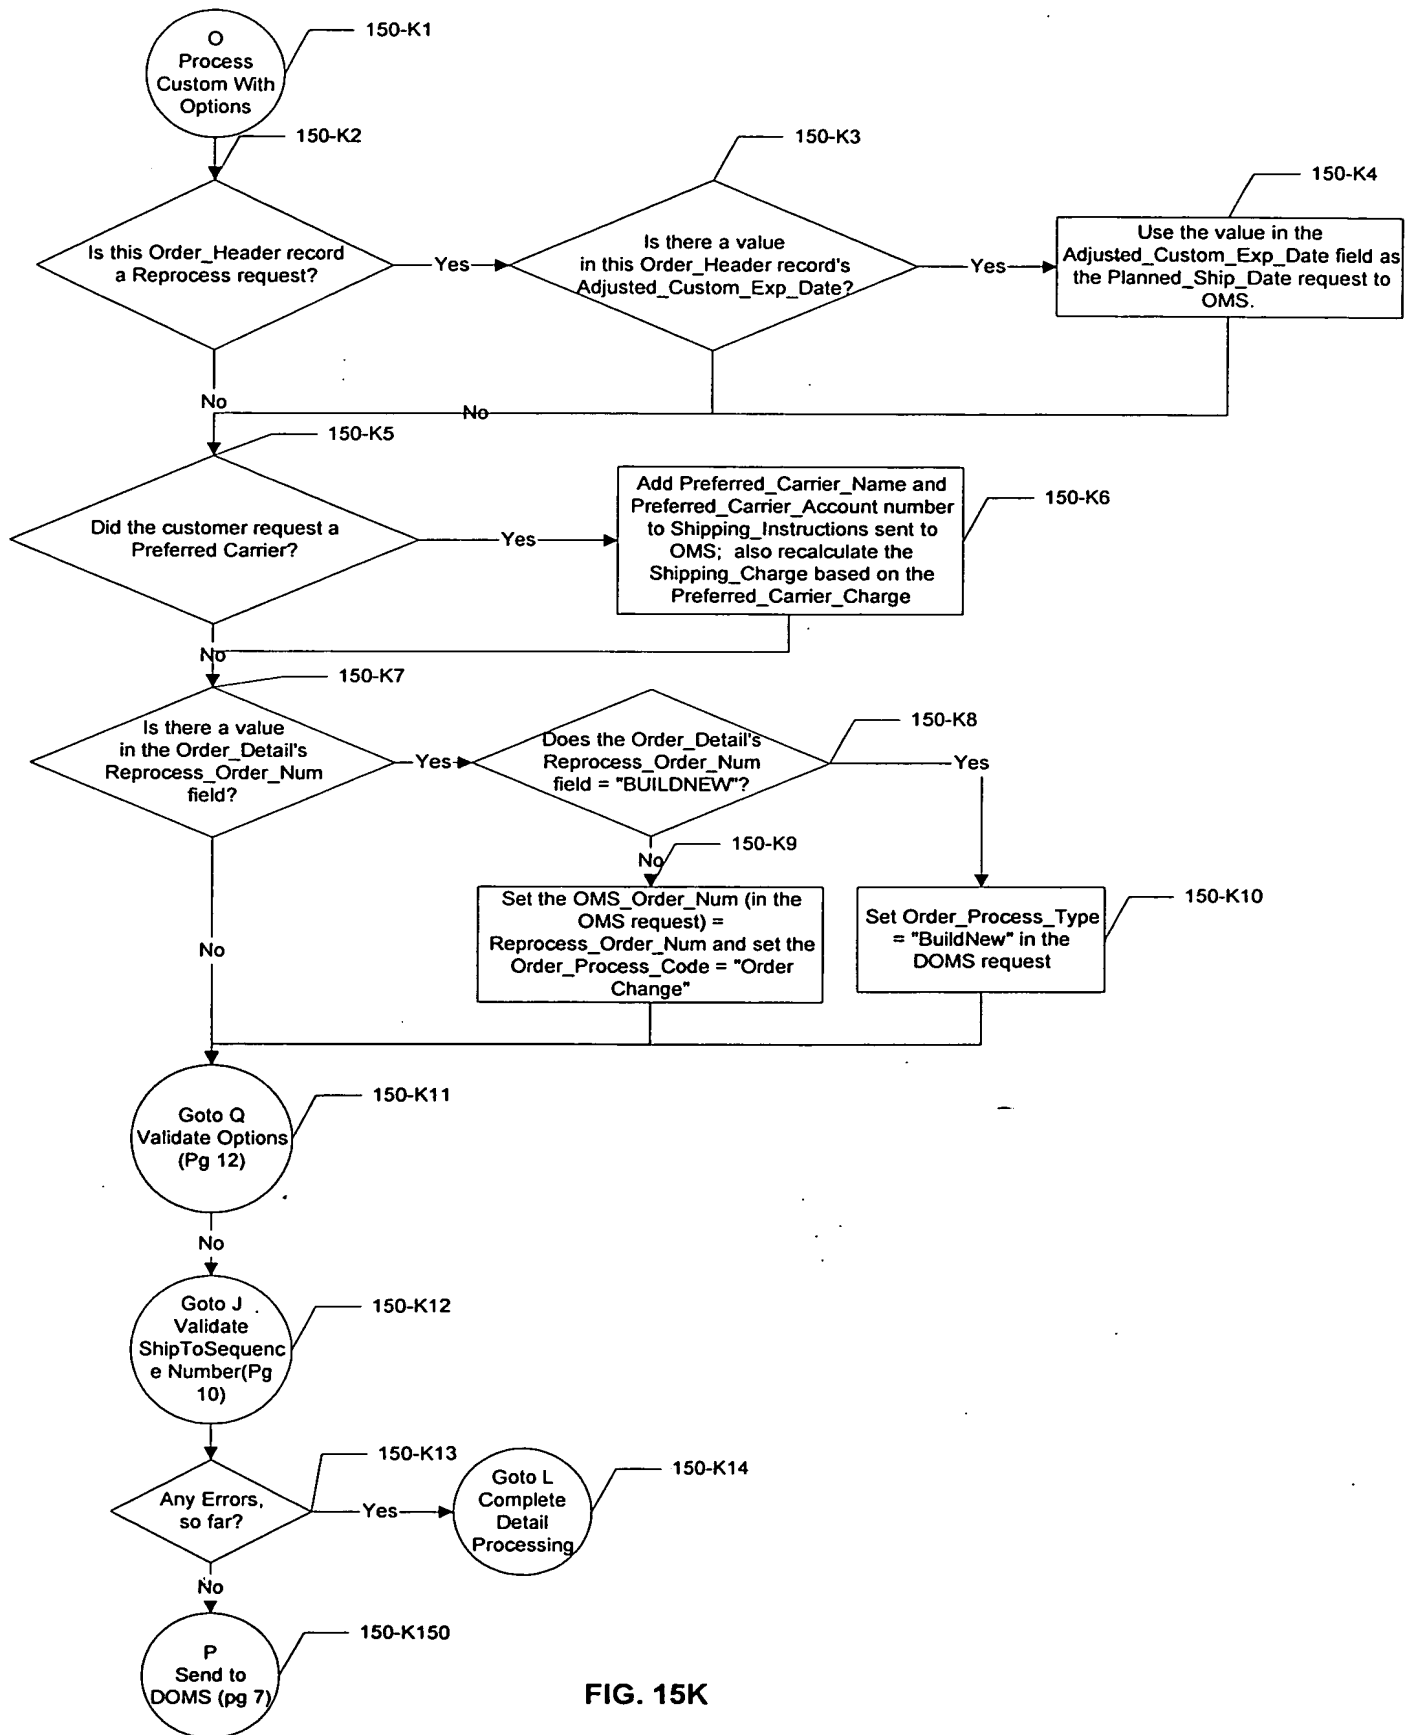 O
Process
Custom With
Options
150-K1
150-K2
150-K3
150-K4
Is this Order_Header record
a Reprocess request?
Yes
Is there a value
in this Order_Header record's
Adjusted_Custom_Exp_Date?
Yes
Use the value in the
Adjusted_Custom_Exp_Date field as
the Planned_Ship_Date request to
OMS.
No
No
150-K5
Did the customer request a
Preferred Carrier?
Yes
Add Preferred_Carrier_Name and
Preferred_Carrier_Account number
to Shipping_Instructions sent to
OMS; also recalculate the
Shipping_Charge based on the
Preferred_Carrier_Charge
150-K6
No
150-K7
Is there a value
in the Order_Detail's
Reprocess_Order_Num
field?
Yes
Does the Order_Detail's
Reprocess_Order_Num
field = "BUILDNEW"?
150-K8
Yes
No
150-K9
Set the OMS_Order_Num (in the
OMS request) =
Reprocess_Order_Num and set the
Order_Process_Code = "Order
Change"
Set Order_Process_Type
= "BuildNew" in the
DOMS request
150-K10
No
Goto Q
Validate Options
(Pg 12)
150-K11
No
Goto J
Validate
ShipToSequenc
e Number(Pg
10)
150-K12
Any Errors,
so far?
150-K13
Yes
Goto L
Complete
Detail
Processing
150-K14
No
P
Send to
DOMS (pg 7)
150-K150
FIG. 15K